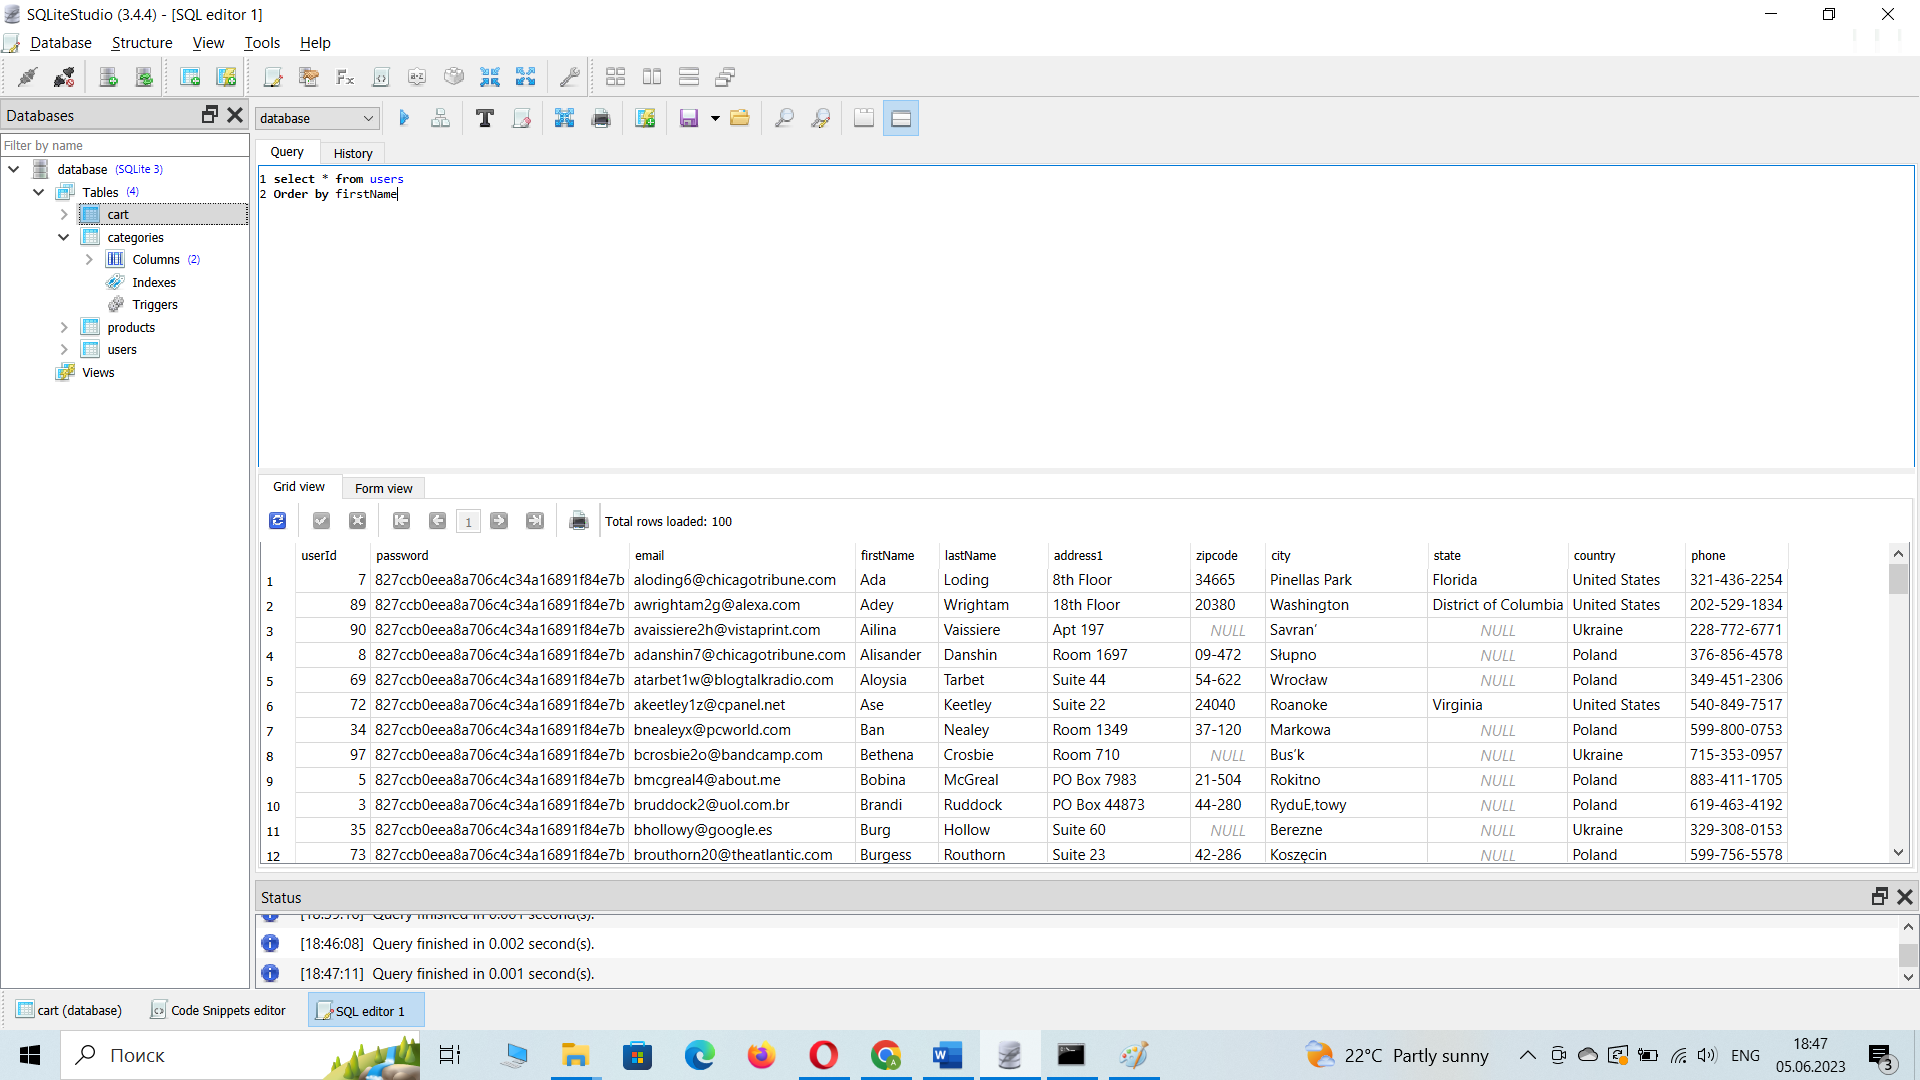 SQLiteStudio (3.4.4) - [SQL editor 1]
Database Structure View Tools Help
Databases
database
Filter by name
Query History
database (SQLite 3)
Tables (4)
cart
categories
Columns (2)
Indexes
Triggers
products
users
Views
1 select * from users
2 Order by firstName
Grid view Form view
1 Total rows loaded: 100
userId password email firstName lastName address1 zipcode city state country phone
1 7 827ccb0eea8a706c4c34a16891f84e7b aloding6@chicagotribune.com Ada Loding 8th Floor 34665 Pinellas Park Florida United States 321-436-2254
2 89 827ccb0eea8a706c4c34a16891f84e7b awrightam2g@alexa.com Adey Wrightam 18th Floor 20380 Washington District of Columbia United States 202-529-1834
3 90 827ccb0eea8a706c4c34a16891f84e7b avaissiere2h@vistaprint.com Ailina Vaissiere Apt 197 NULL Savran’ NULL Ukraine 228-772-6771
4 8 827ccb0eea8a706c4c34a16891f84e7b adanshin7@chicagotribune.com Alisander Danshin Room 1697 09-472 Słupno NULL Poland 376-856-4578
5 69 827ccb0eea8a706c4c34a16891f84e7b atarbet1w@blogtalkradio.com Aloysia Tarbet Suite 44 54-622 Wrocław NULL Poland 349-451-2306
6 72 827ccb0eea8a706c4c34a16891f84e7b akeetley1z@cpanel.net Ase Keetley Suite 22 24040 Roanoke Virginia United States 540-849-7517
7 34 827ccb0eea8a706c4c34a16891f84e7b bnealeyx@pcworld.com Ban Nealey Room 1349 37-120 Markowa NULL Poland 599-800-0753
8 97 827ccb0eea8a706c4c34a16891f84e7b bcrosbie2o@bandcamp.com Bethena Crosbie Room 710 NULL Bus’k NULL Ukraine 715-353-0957
9 5 827ccb0eea8a706c4c34a16891f84e7b bmcgreal4@about.me Bobina McGreal PO Box 7983 21-504 Rokitno NULL Poland 883-411-1705
10 3 827ccb0eea8a706c4c34a16891f84e7b bruddock2@uol.com.br Brandi Ruddock PO Box 44873 44-280 RyduE,towy NULL Poland 619-463-4192
11 35 827ccb0eea8a706c4c34a16891f84e7b bhollowy@google.es Burg Hollow Suite 60 NULL Berezne NULL Ukraine 329-308-0153
12 73 827ccb0eea8a706c4c34a16891f84e7b brouthorn20@theatlantic.com Burgess Routhorn Suite 23 42-286 Koszęcin NULL Poland 599-756-5578
Status
Query finished in 0.001 second(s).
[18:46:08] Query finished in 0.002 second(s).
[18:47:11] Query finished in 0.001 second(s).
cart (database) Code Snippets editor SQL editor 1
Поиск
22°C Partly sunny
ENG
18:47
05.06.2023
3